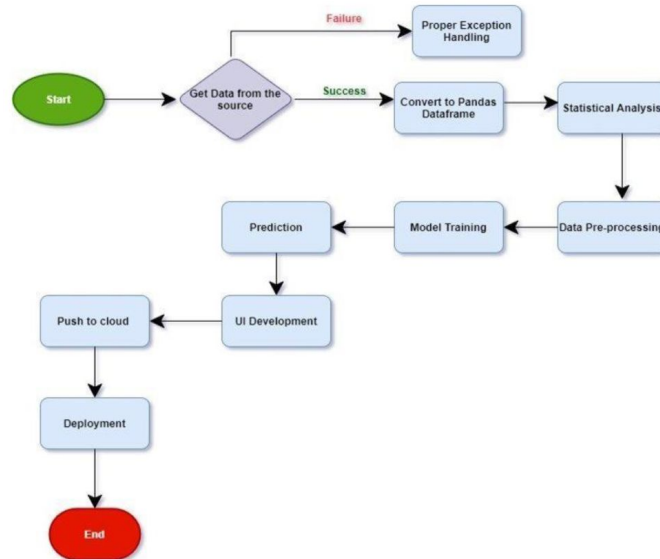 Failure
Proper Exception
Handling
Start
Get Data from the
source
Success
Convert to Pandas
Dataframe
Statistical Analysis
Prediction
Model Training
Data Pre-processing
Push to cloud
UI Development
Deployment
End